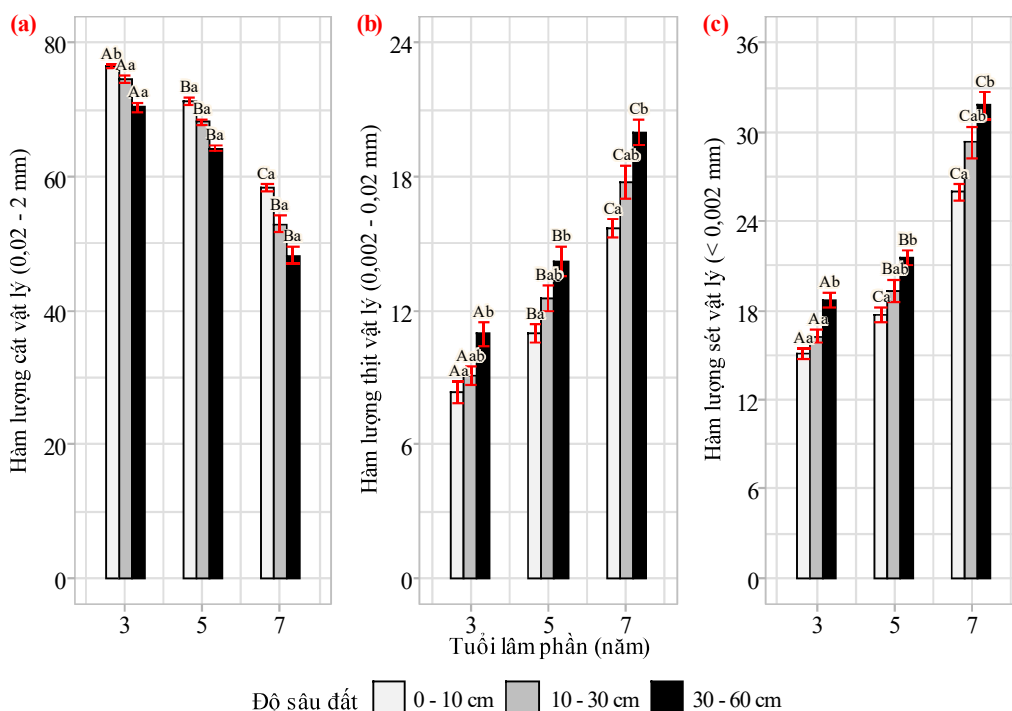 (a)
Hàm lượng cát vật lý (0,02 - 2 mm)
80
60
40
20
0
Ab
Aa
Aa
Ba
Ba
Ba
Ca
Ba
Ba
3
5
7
(b)
Hàm lượng thịt vật lý (0,002 - 0,02 mm)
24
18
12
6
0
Aa
Aab
Ab
Ba
Bab
Bb
Ca
Cab
Cb
3
5
7
(c)
Hàm lượng sét vật lý (< 0,002 mm)
36
30
24
18
12
6
0
Aa
Aa
Ab
Ca
Bab
Bb
Ca
Cab
Cb
3
5
7
Tuổi lâm phần (năm)
Độ sâu đất 0 - 10 cm 10 - 30 cm 30 - 60 cm